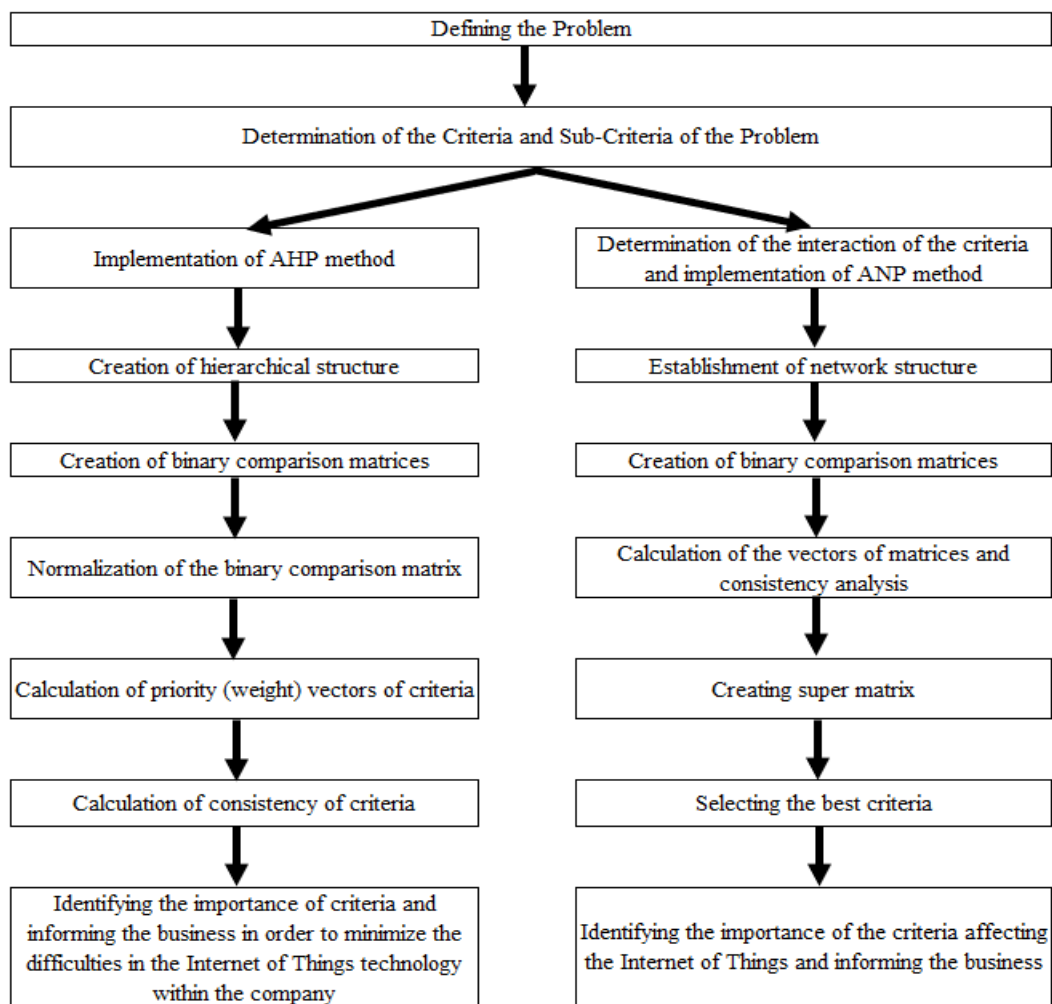 Defining the Problem
Determination of the Criteria and Sub-Criteria of the Problem
Implementation of AHP method
Determination of the interaction of the criteria
and implementation of ANP method
Creation of hierarchical structure
Establishment of network structure
Creation of binary comparison matrices
Creation of binary comparison matrices
Normalization of the binary comparison matrix
Calculation of the vectors of matrices and
consistency analysis
Calculation of priority (weight) vectors of criteria
Creating super matrix
Calculation of consistency of criteria
Selecting the best criteria
Identifying the importance of criteria and
informing the business in order to minimize the
difficulties in the Internet of Things technology
within the company
Identifying the importance of the criteria affecting
the Internet of Things and informing the business